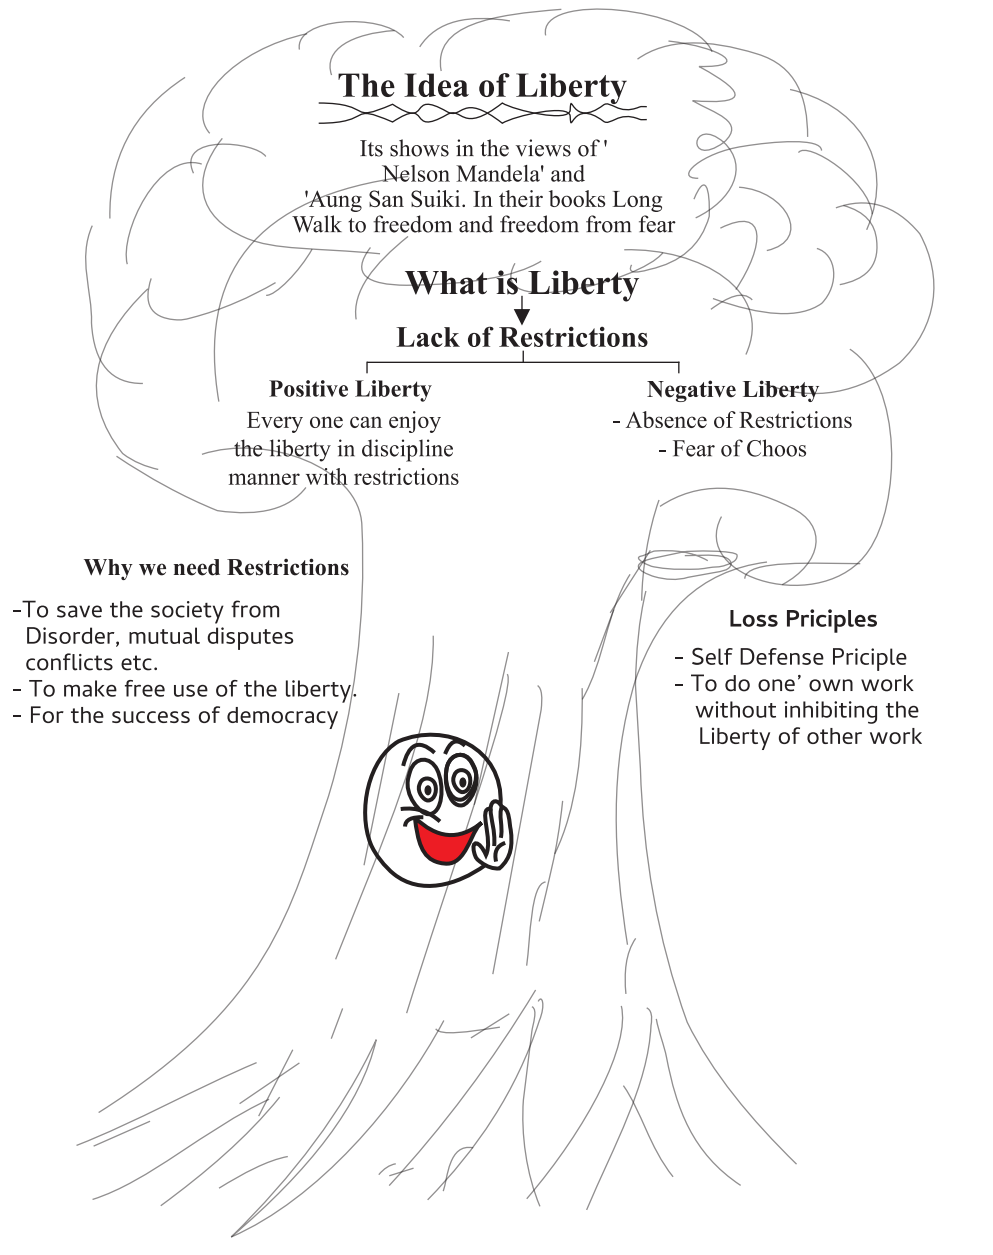 The Idea of Liberty
Its shows in the views of '
Nelson Mandela' and
'Aung San Suiki. In their books Long
Walk to freedom and freedom from fear
What is Liberty
Lack of Restrictions
Positive Liberty
Every one can enjoy
the liberty in discipline
manner with restrictions
Negative Liberty
- Absence of Restrictions
- Fear of Choos
Why we need Restrictions
-To save the society from
Disorder, mutual disputes
conflicts etc.
- To make free use of the liberty.
- For the success of democracy
Loss Priciples
- Self Defense Priciple
- To do one’ own work
without inhibiting the
Liberty of other work